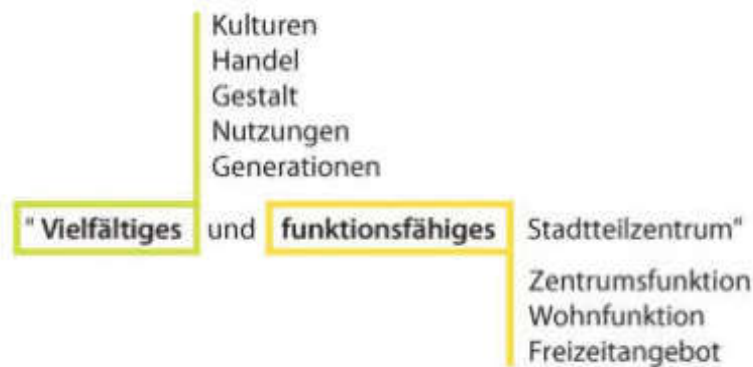 Kulturen
Handel
Gestalt
Nutzungen
Generationen
" Vielfältiges und funktionsfähiges Stadtteilzentrum"
Zentrumsfunktion
Wohnfunktion
Freizeitangebot